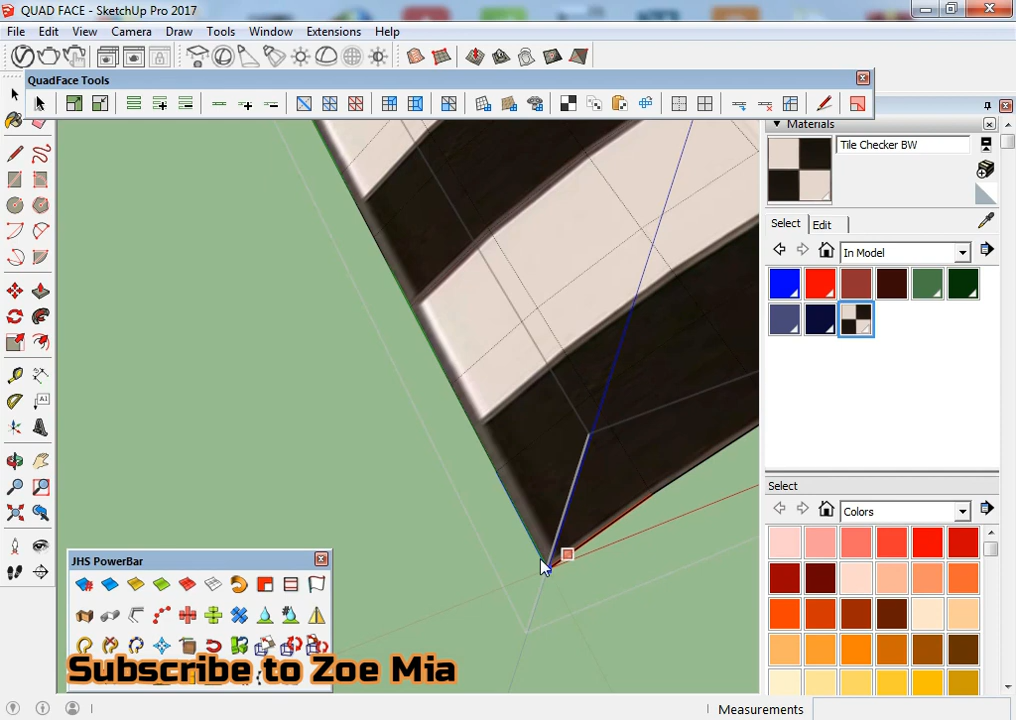 QUAD FACE - SketchUp Pro 2017
File Edit View Camera Draw Tools Window Extensions Help
QuadFace Tools
Materials
Tile Checker BW
Select Edit
In Model
Select
Colors
JHS PowerBar
Subscribe to Zoe Mia
Measurements